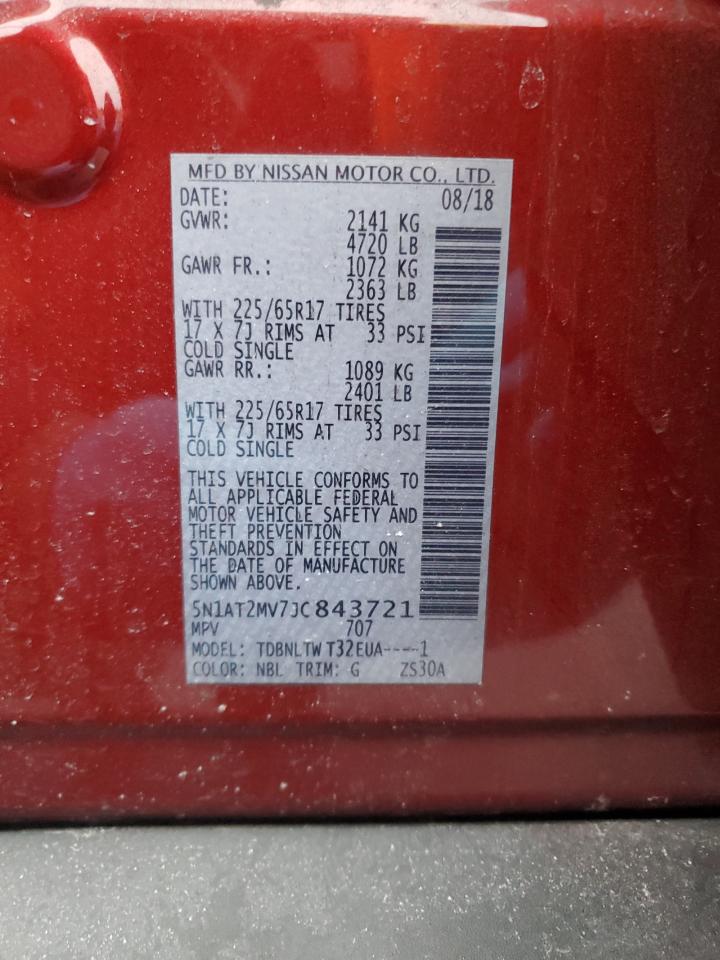 MFD BY NISSAN MOTOR CO., LTD.
DATE: 08/18
GVWR: 2141 KG
4720 LB
GAWR FR.: 1072 KG
2363 LB
WITH 225/65R17 TIRES
17 X 7J RIMS AT 33 PSI
COLD SINGLE
GAWR RR.: 1089 KG
2401 LB
WITH 225/65R17 TIRES
17 X 7J RIMS AT 33 PSI
COLD SINGLE
THIS VEHICLE CONFORMS TO
ALL APPLICABLE FEDERAL
MOTOR VEHICLE SAFETY AND
THEFT PREVENTION
STANDARDS IN EFFECT ON
THE DATE OF MANUFACTURE
SHOWN ABOVE.
5N1AT2MV7JC843721
MPV 707
MODEL: TDBNLTW T32EUA----1
COLOR: NBL TRIM: G ZS30A